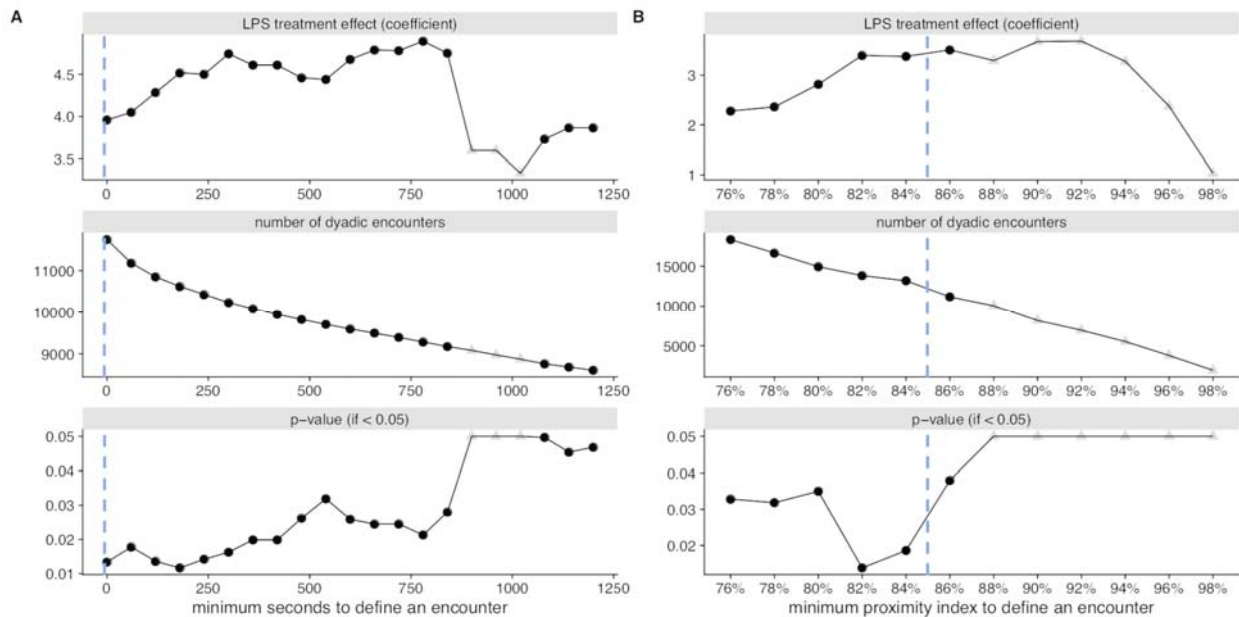 A
LPS treatment effect (coefficient)
4.5
4.0
3.5
0 250 500 750 1000 1250
number of dyadic encounters
11000
10000
9000
0 250 500 750 1000 1250
p−value (if < 0.05)
0.05
0.04
0.03
0.02
0.01
0 250 500 750 1000 1250
minimum seconds to define an encounter
B
LPS treatment effect (coefficient)
3
2
1
76% 78% 80% 82% 84% 86% 88% 90% 92% 94% 96% 98%
number of dyadic encounters
15000
10000
5000
76% 78% 80% 82% 84% 86% 88% 90% 92% 94% 96% 98%
p−value (if < 0.05)
0.05
0.04
0.03
0.02
76% 78% 80% 82% 84% 86% 88% 90% 92% 94% 96% 98%
minimum proximity index to define an encounter